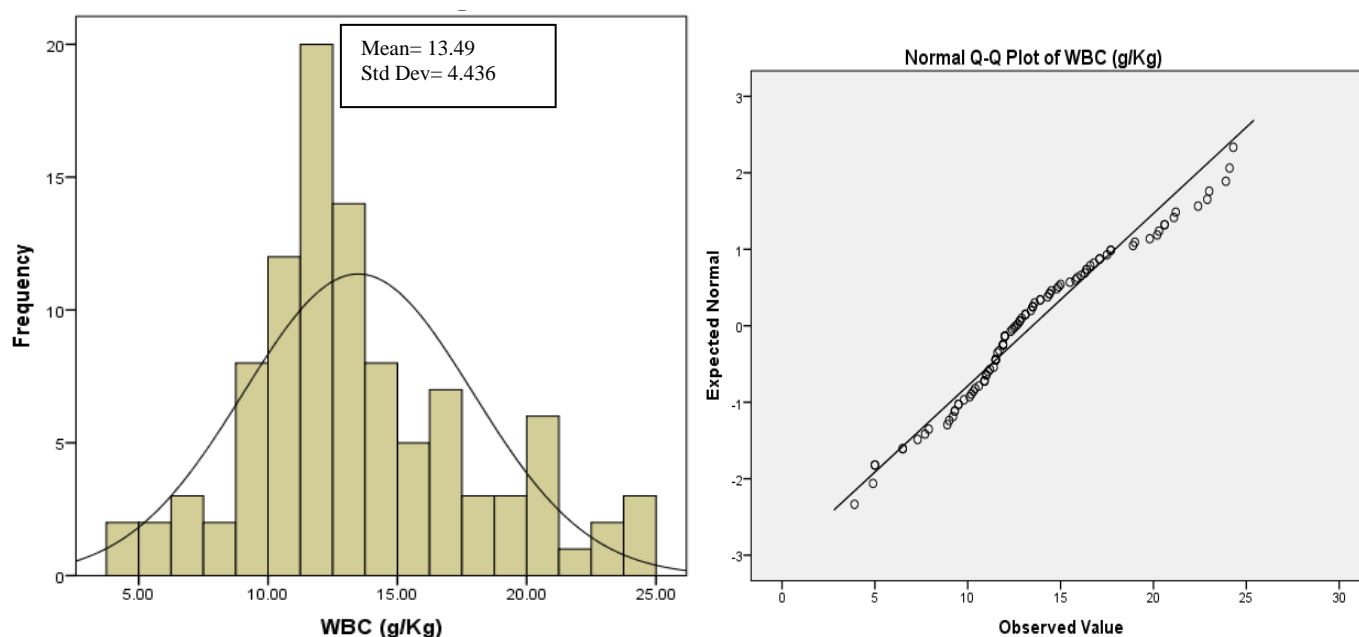 Mean= 13.49
Std Dev= 4.436
20
15
10
5
0
Frequency
5.00 10.00 15.00 20.00 25.00
WBC (g/Kg)
Normal Q-Q Plot of WBC (g/Kg)
3
2
1
0
-1
-2
-3
Expected Normal
0 5 10 15 20 25 30
Observed Value